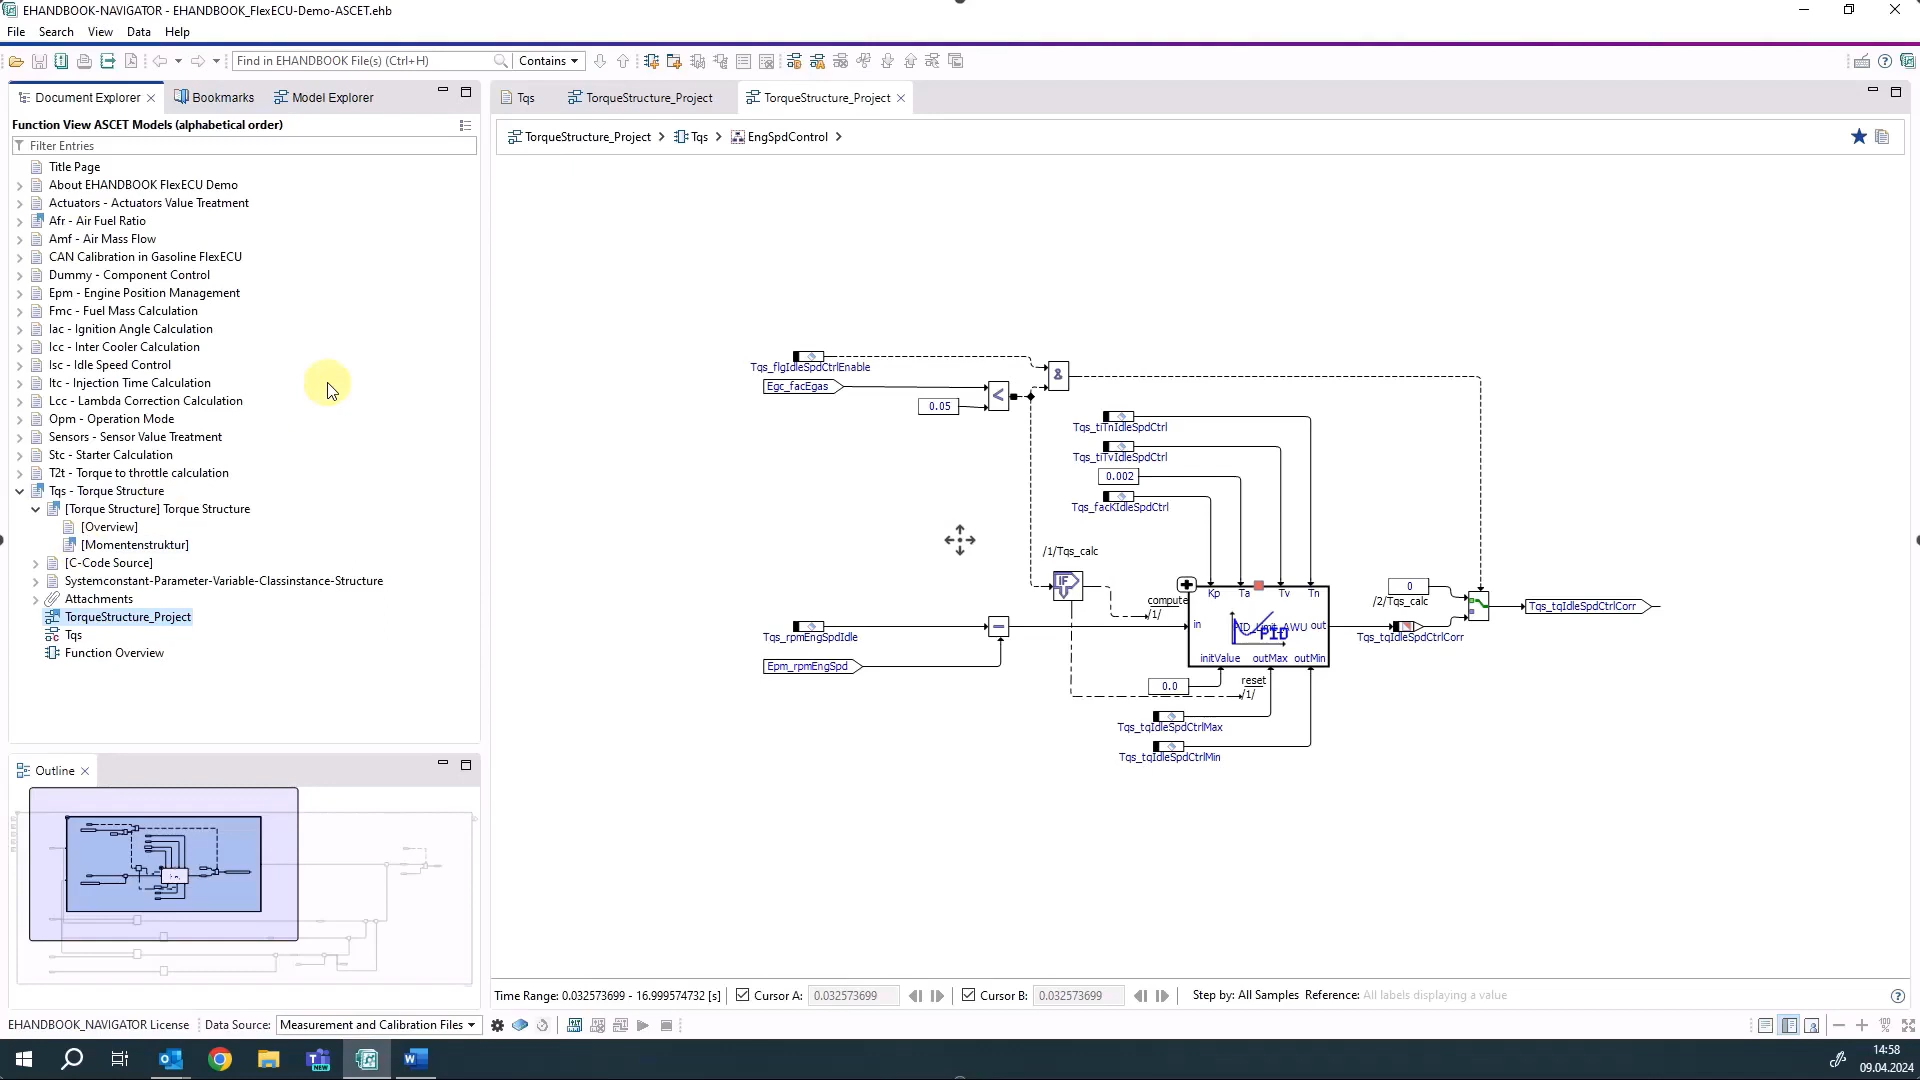 EHANDBOOK-NAVIGATOR - EHANDBOOK_FlexECU-Demo-ASCET.ehb
File Search View Data Help
Find in EHANDBOOK File(s) (Ctrl+H) Contains
Document Explorer Bookmarks Model Explorer
Function View ASCET Models (alphabetical order)
Filter Entries
Title Page
About EHANDBOOK FlexECU Demo
Actuators - Actuators Value Treatment
Afr - Air Fuel Ratio
Amf - Air Mass Flow
CAN Calibration in Gasoline FlexECU
Dummy - Component Control
Epm - Engine Position Management
Fmc - Fuel Mass Calculation
Iac - Ignition Angle Calculation
Icc - Inter Cooler Calculation
Isc - Idle Speed Control
Itc - Injection Time Calculation
Lcc - Lambda Correction Calculation
Opm - Operation Mode
Sensors - Sensor Value Treatment
Stc - Starter Calculation
T2t - Torque to throttle calculation
Tqs - Torque Structure
[Torque Structure] Torque Structure
[Overview]
[Momentenstruktur]
[C-Code Source]
Systemconstant-Parameter-Variable-Classinstance-Structure
Attachments
TorqueStructure_Project
Tqs
Function Overview
Outline
Tqs TorqueStructure_Project TorqueStructure_Project
TorqueStructure_Project > Tqs > EngSpdControl >
Tqs_flgIdleSpdCtrlEnable
Egc_facEgas
0.05
<
&
Tqs_tiTnIdleSpdCtrl
Tqs_tiTvIdleSpdCtrl
0.002
Tqs_facKIdleSpdCtrl
/1/Tqs_calc
IF
compute
/1/
Kp Ta Tv Tn
in PID_Limit_AWU out
PID
initValue outMax outMin
Tqs_rpmEngSpdIdle
Epm_rpmEngSpd
0.0
reset
/1/
Tqs_tqIdleSpdCtrlMax
Tqs_tqIdleSpdCtrlMin
0
/2/Tqs_calc
Tqs_tqIdleSpdCtrlCorr
Tqs_tqIdleSpdCtrlCorr
Time Range: 0.032573699 - 16.999574732 [s] Cursor A: 0.032573699 Cursor B: 0.032573699 Step by: All Samples Reference: All labels displaying a value
EHANDBOOK_NAVIGATOR License Data Source: Measurement and Calibration Files
100 %
NEW
14:58
09.04.2024